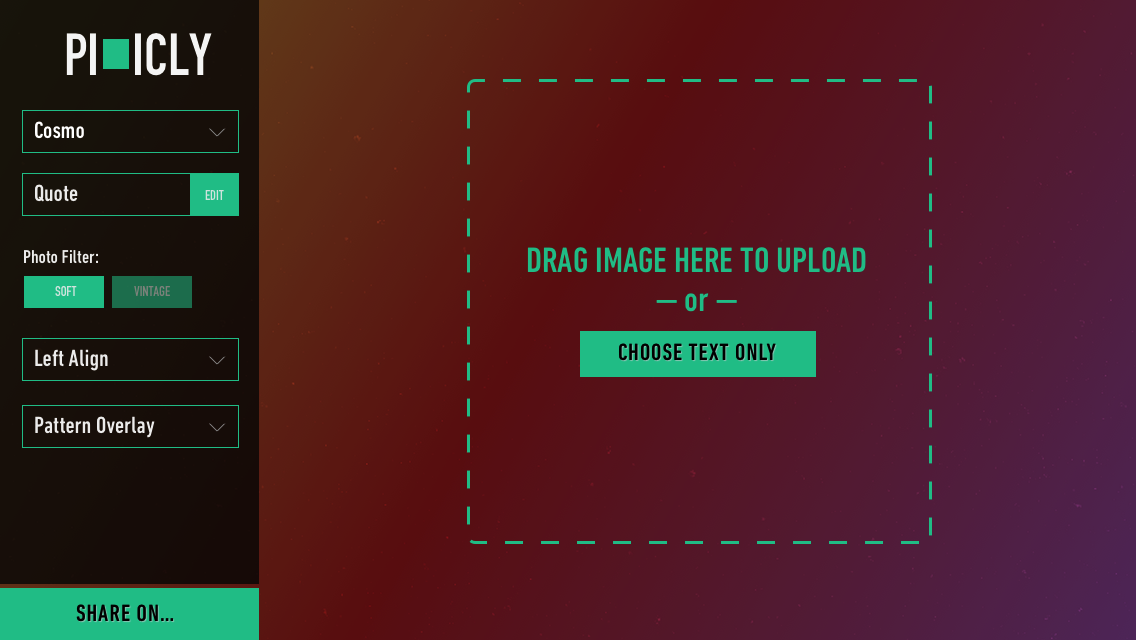 PI ICLY
Cosmo
Quote
EDIT
Photo Filter:
SOFT
VINTAGE
Left Align
Pattern Overlay
SHARE ON...
DRAG IMAGE HERE TO UPLOAD
— or —
CHOOSE TEXT ONLY